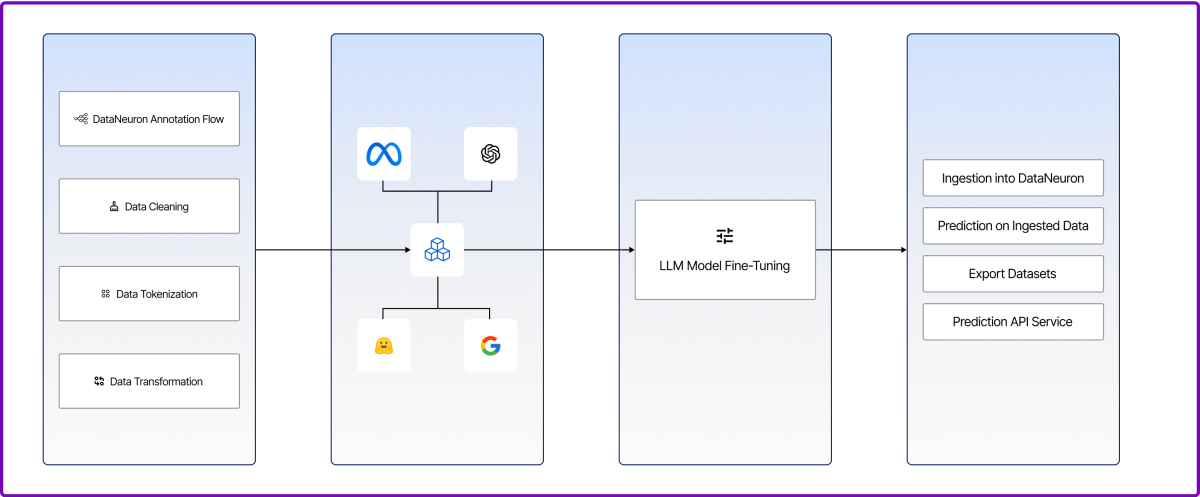 DataNeuron Annotation Flow
Data Cleaning
Data Tokenization
Data Transformation
LLM Model Fine-Tuning
Ingestion into DataNeuron
Prediction on Ingested Data
Export Datasets
Prediction API Service